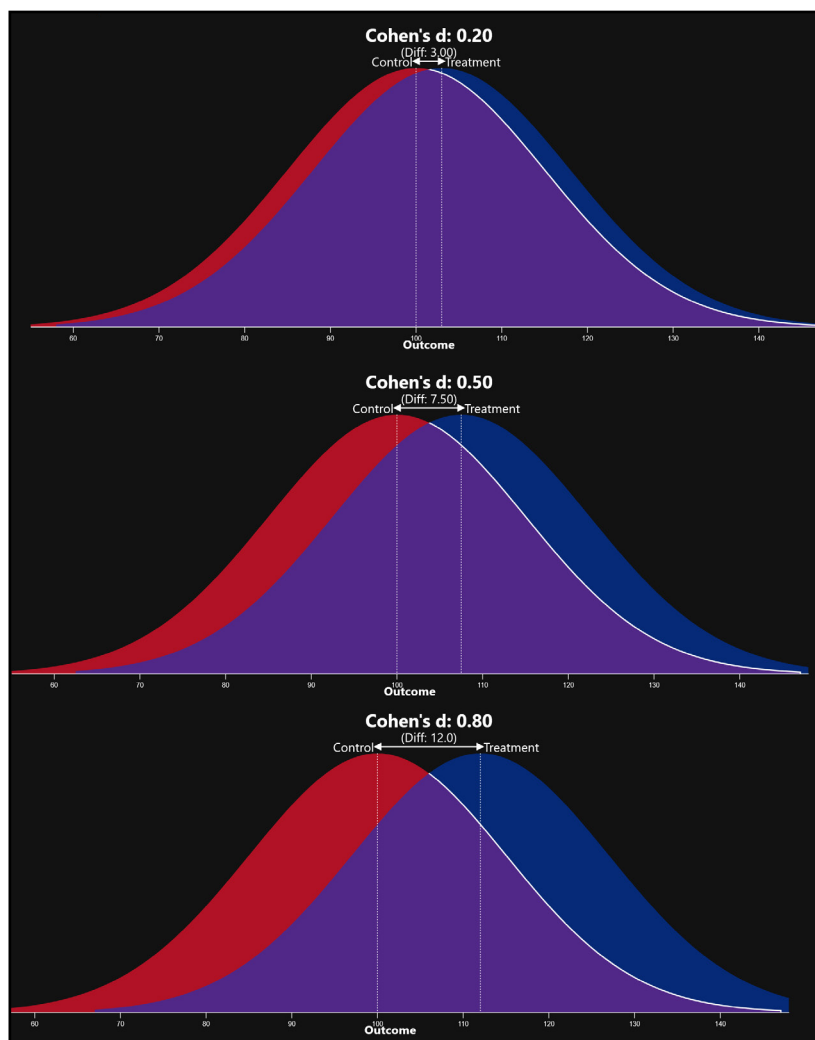 Cohen's d: 0.20
(Diff: 3.00)
Control Treatment
60 70 80 90 100 110 120 130 140
Outcome
Cohen's d: 0.50
(Diff: 7.50)
Control Treatment
60 70 80 90 100 110 120 130 140
Outcome
Cohen's d: 0.80
(Diff: 12.0)
Control Treatment
60 70 80 90 100 110 120 130 140
Outcome